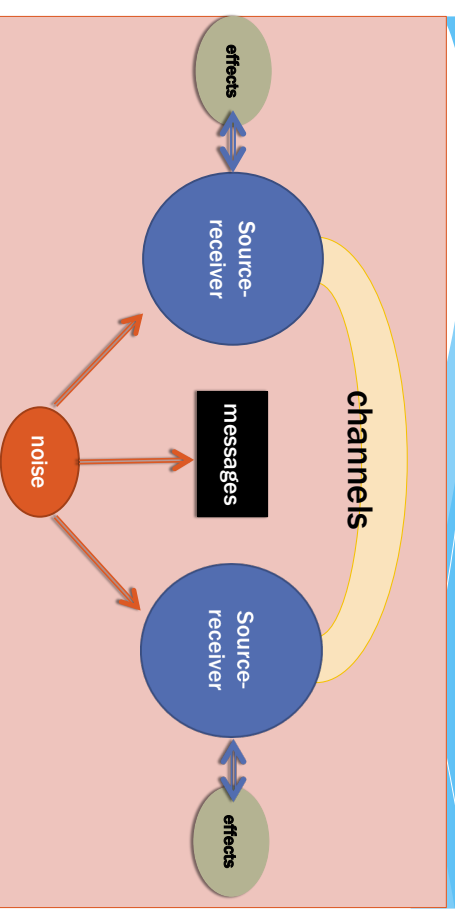 channels
effects
Source-
receiver
messages
Source-
receiver
effects
noise